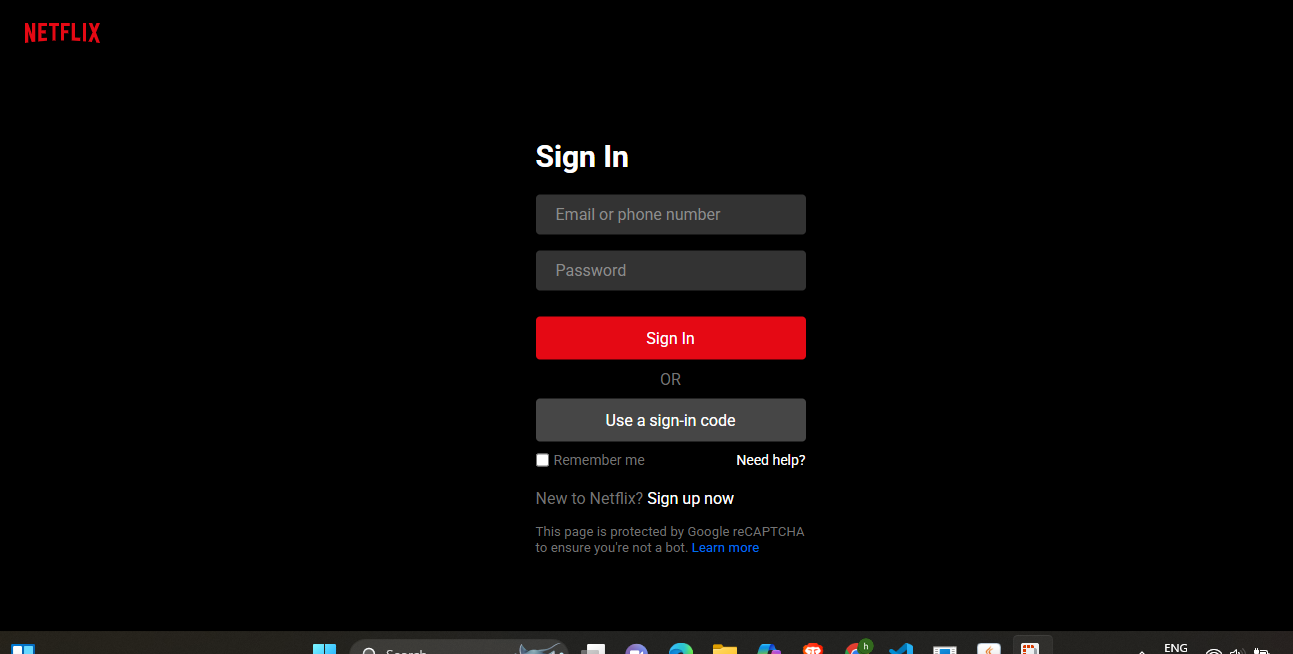 NETFLIX
Sign In
Email or phone number
Password
Sign In
OR
Use a sign-in code
Remember me Need help?
New to Netflix? Sign up now
This page is protected by Google reCAPTCHA
to ensure you're not a bot. Learn more
Search
h
ENG